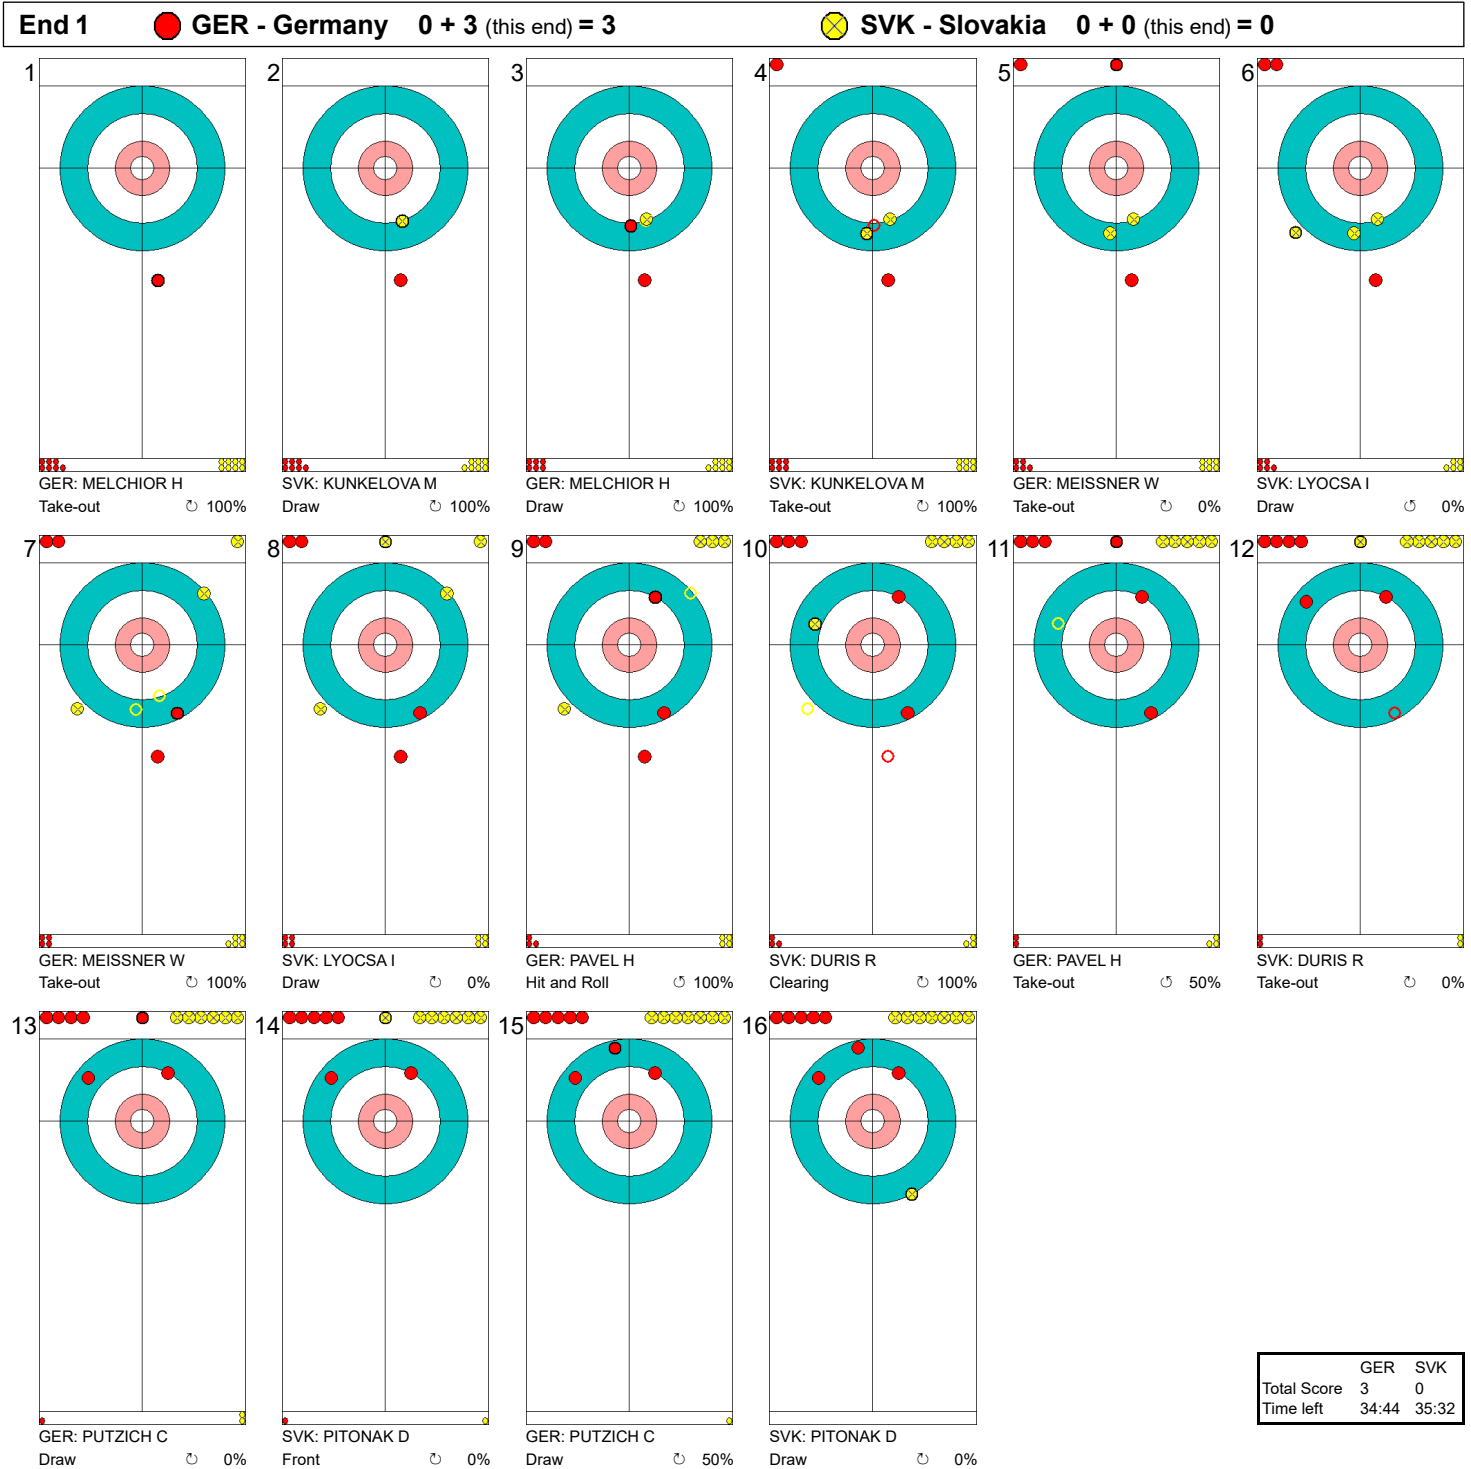 End 1 GER - Germany 0 + 3 (this end) = 3 SVK - Slovakia 0 + 0 (this end) = 0
1 2 3 4 5 6
GER: MELCHIOR H SVK: KUNKELOVA M GER: MELCHIOR H SVK: KUNKELOVA M GER: MEISSNER W SVK: LYOCSA I
Take-out ↻ 100% Draw ↻ 100% Draw ↻ 100% Take-out ↻ 100% Take-out ↻ 0% Draw ↺ 0%
7 8 9 10 11 12
GER: MEISSNER W SVK: LYOCSA I GER: PAVEL H SVK: DURIS R GER: PAVEL H SVK: DURIS R
Take-out ↻ 100% Draw ↻ 0% Hit and Roll ↻ 100% Clearing ↻ 100% Take-out ↺ 50% Take-out ↻ 0%
13 14 15 16
GER: PUTZICH C SVK: PITONAK D GER: PUTZICH C SVK: PITONAK D
Draw ↻ 0% Front ↻ 0% Draw ↻ 50% Draw ↻ 0%
GER SVK
Total Score 3 0
Time left 34:44 35:32